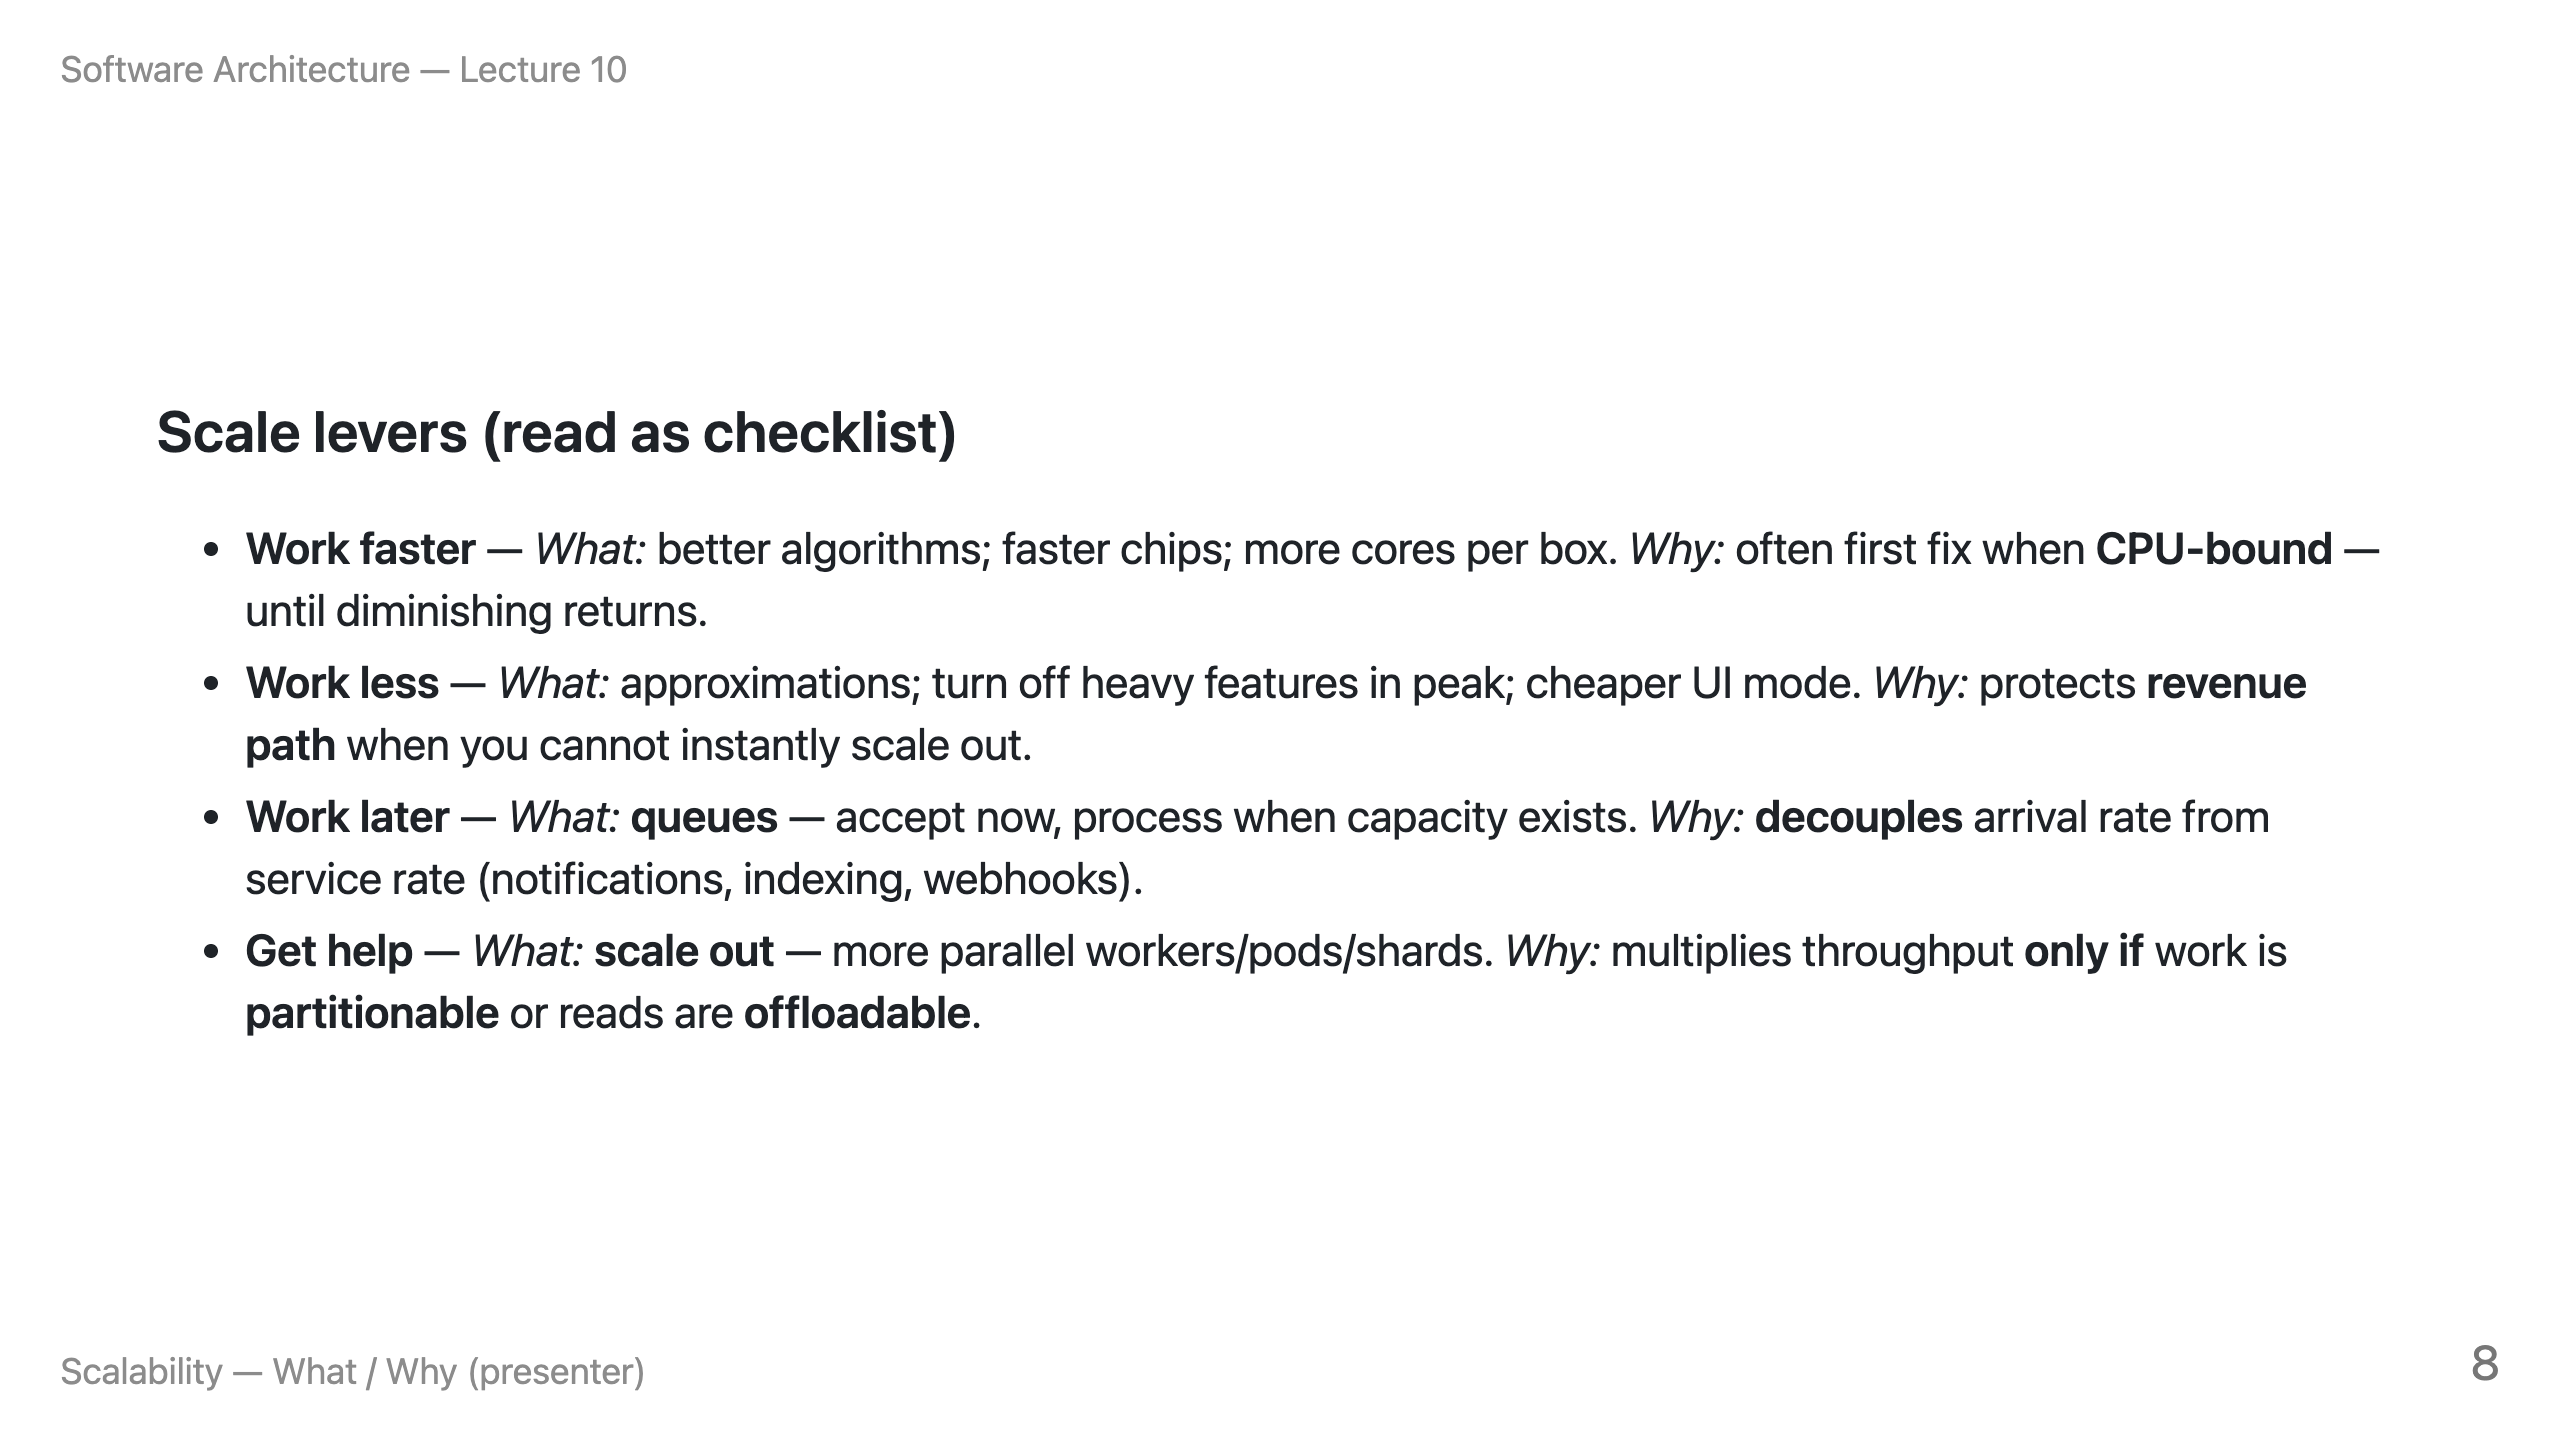 Software Architecture — Lecture 10
Scale levers (read as checklist)
• Work faster — What: better algorithms; faster chips; more cores per box. Why: often first fix when CPU-bound —
until diminishing returns.
• Work less — What: approximations; turn off heavy features in peak; cheaper UI mode. Why: protects revenue
path when you cannot instantly scale out.
• Work later — What: queues — accept now, process when capacity exists. Why: decouples arrival rate from
service rate (notifications, indexing, webhooks).
• Get help — What: scale out — more parallel workers/pods/shards. Why: multiplies throughput only if work is
partitionable or reads are offloadable.
Scalability — What / Why (presenter)
8